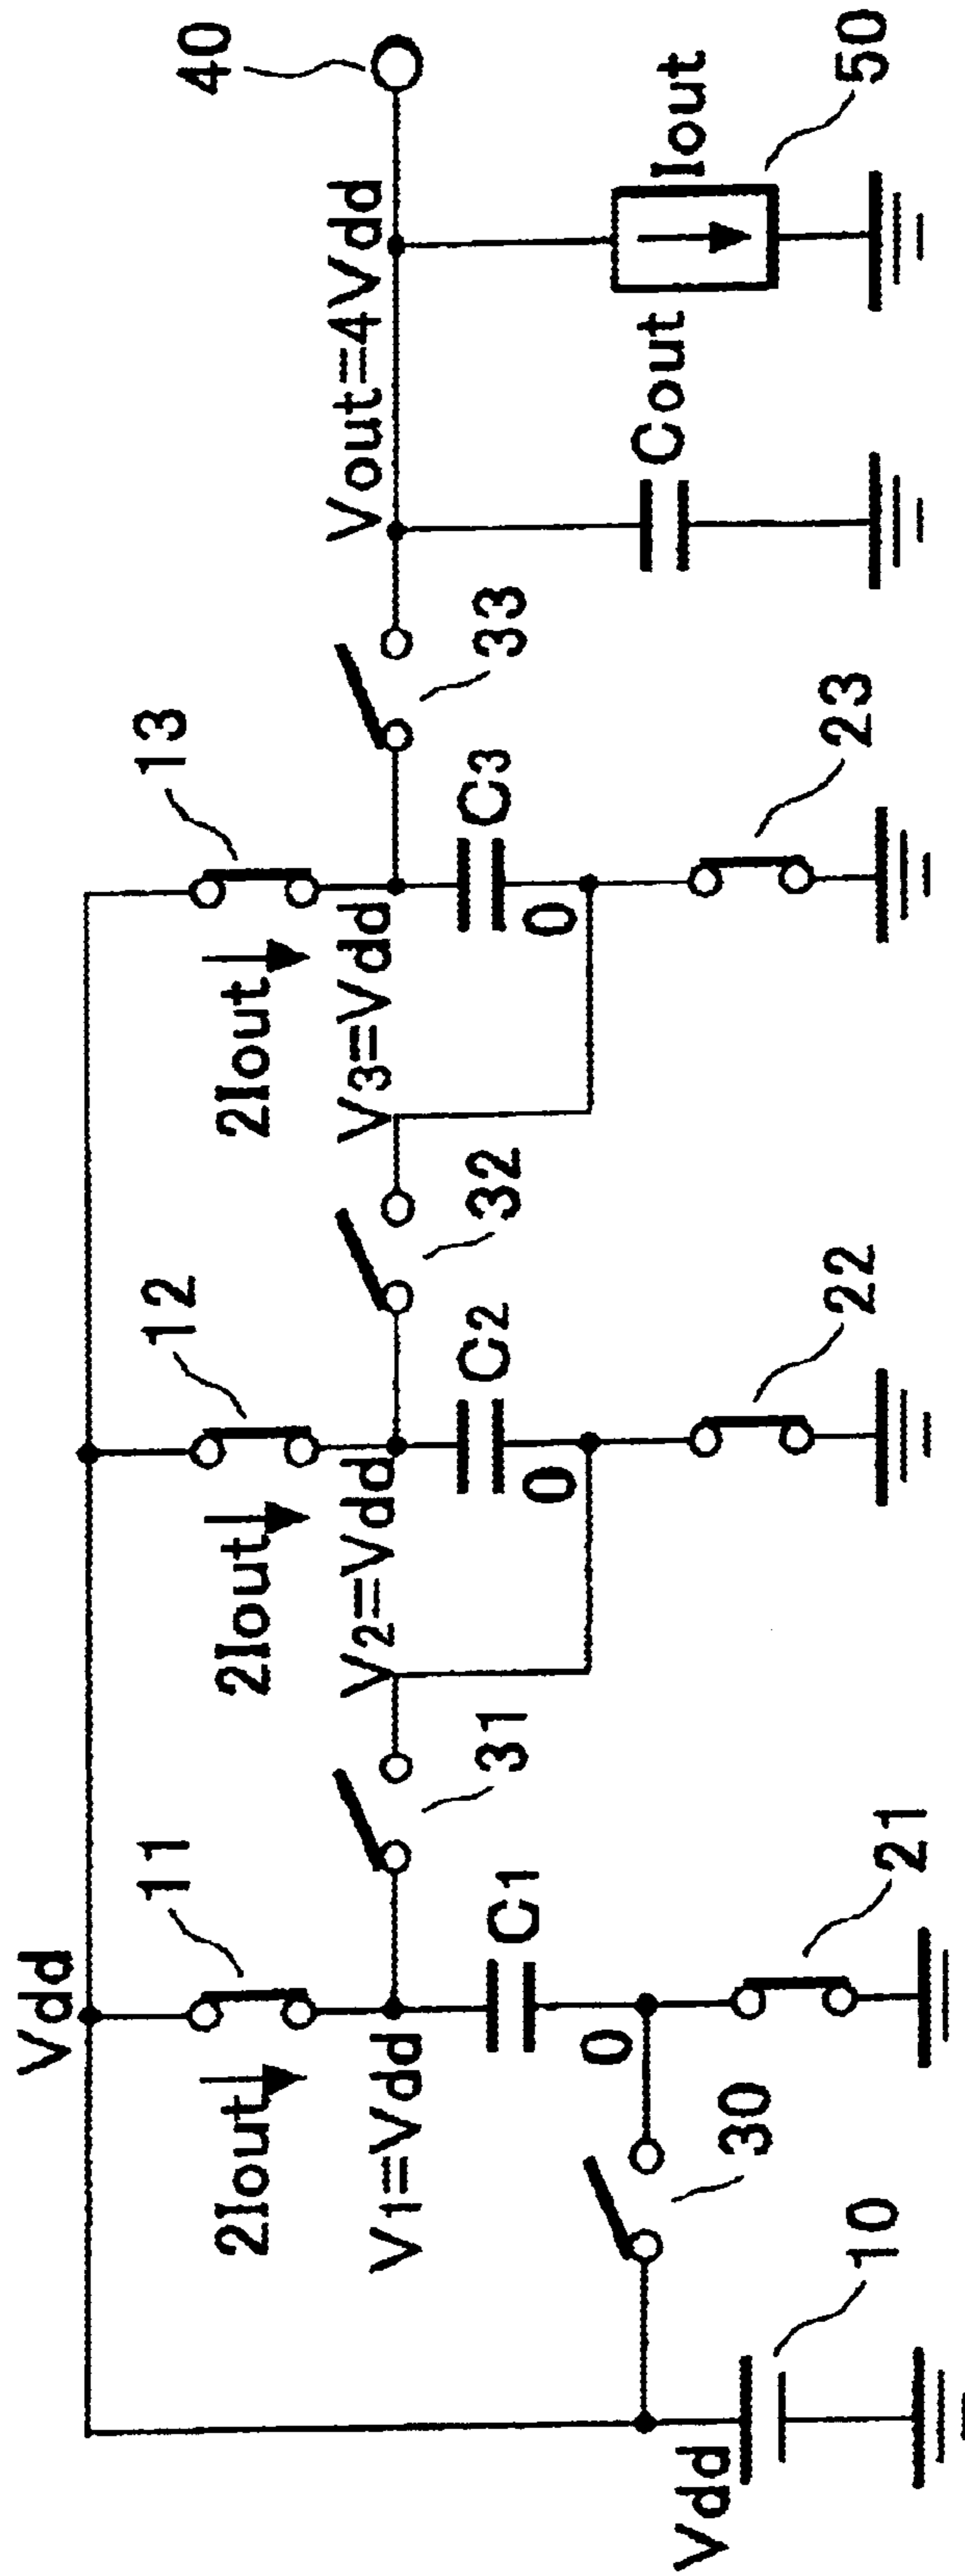 Vdd
11
12
13
40
2Iout
2Iout
2Iout
Vout=4Vdd
V1=Vdd
V2=Vdd
V3=Vdd
31
32
33
C1
C2
C3
0
0
0
Cout
Iout
30
Vdd
10
21
22
23
50